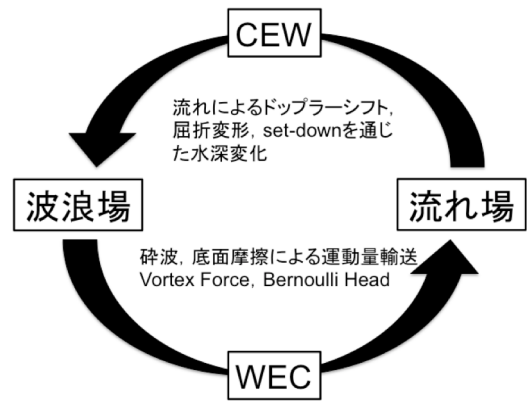 CEW
流れによるドップラーシフト,
屈折変形, set-downを通じ
た水深変化
波浪場
流れ場
砕波, 底面摩擦による運動量輸送
Vortex Force, Bernoulli Head
WEC